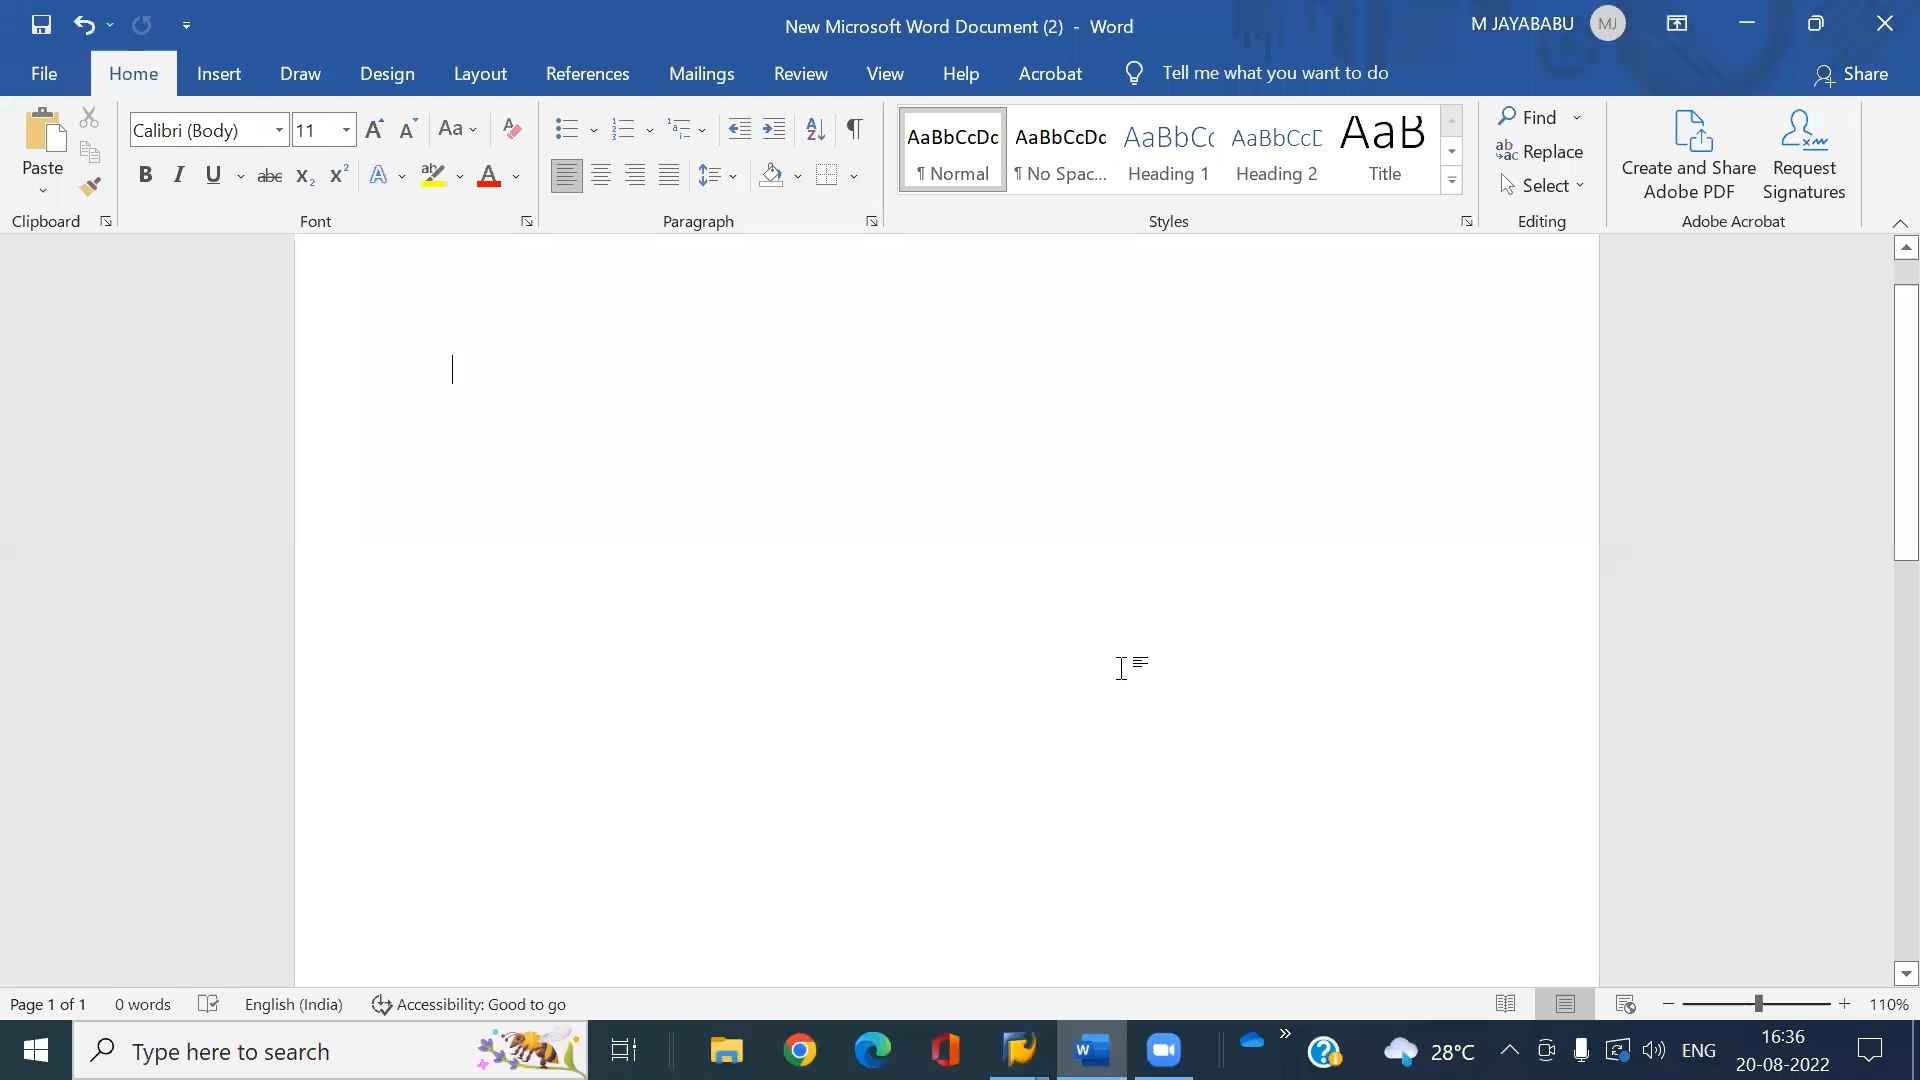 New Microsoft Word Document (2) - Word
M JAYABABU
MJ
File
Home
Insert
Draw
Design
Layout
References
Mailings
Review
View
Help
Acrobat
Tell me what you want to do
Share
Paste
Clipboard
Calibri (Body)
11
Aa
B I U abc x₂ x² A ab A
Font
Paragraph
AaBbCcDc
¶ Normal
AaBbCcDc
¶ No Spac...
AaBbCc
Heading 1
AaBbCcD
Heading 2
AaB
Title
Styles
Find
Replace
Select
Editing
Create and Share
Adobe PDF
Request
Signatures
Adobe Acrobat
Page 1 of 1
0 words
English (India)
Accessibility: Good to go
110%
Type here to search
28°C
ENG
16:36
20-08-2022